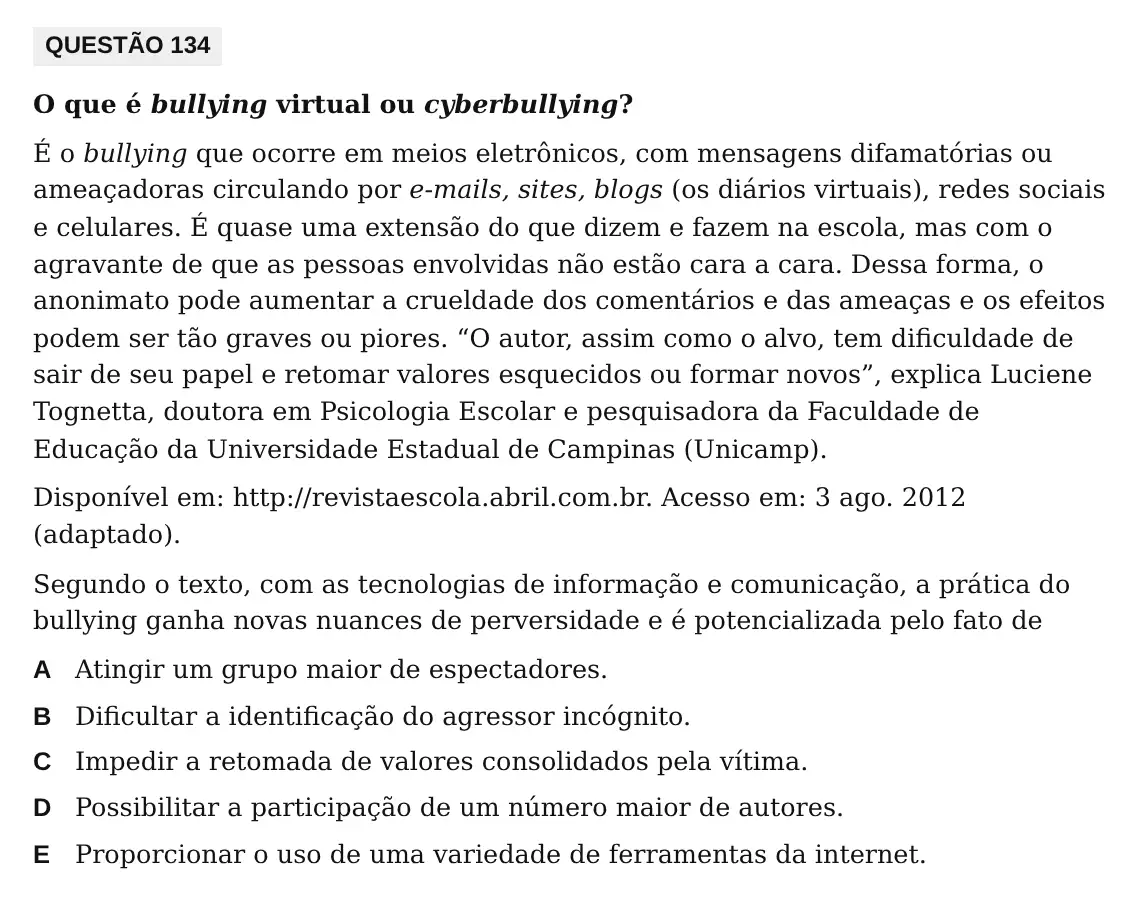 QUESTÃO 134
O que é bullying virtual ou cyberbullying?
É o bullying que ocorre em meios eletrônicos, com mensagens difamatórias ou
ameaçadoras circulando por e-mails, sites, blogs (os diários virtuais), redes sociais
e celulares. É quase uma extensão do que dizem e fazem na escola, mas com o
agravante de que as pessoas envolvidas não estão cara a cara. Dessa forma, o
anonimato pode aumentar a crueldade dos comentários e das ameaças e os efeitos
podem ser tão graves ou piores. “O autor, assim como o alvo, tem dificuldade de
sair de seu papel e retomar valores esquecidos ou formar novos”, explica Luciene
Tognetta, doutora em Psicologia Escolar e pesquisadora da Faculdade de
Educação da Universidade Estadual de Campinas (Unicamp).
Disponível em: http://revistaescola.abril.com.br. Acesso em: 3 ago. 2012
(adaptado).
Segundo o texto, com as tecnologias de informação e comunicação, a prática do
bullying ganha novas nuances de perversidade e é potencializada pelo fato de
A Atingir um grupo maior de espectadores.
B Dificultar a identificação do agressor incógnito.
C Impedir a retomada de valores consolidados pela vítima.
D Possibilitar a participação de um número maior de autores.
E Proporcionar o uso de uma variedade de ferramentas da internet.